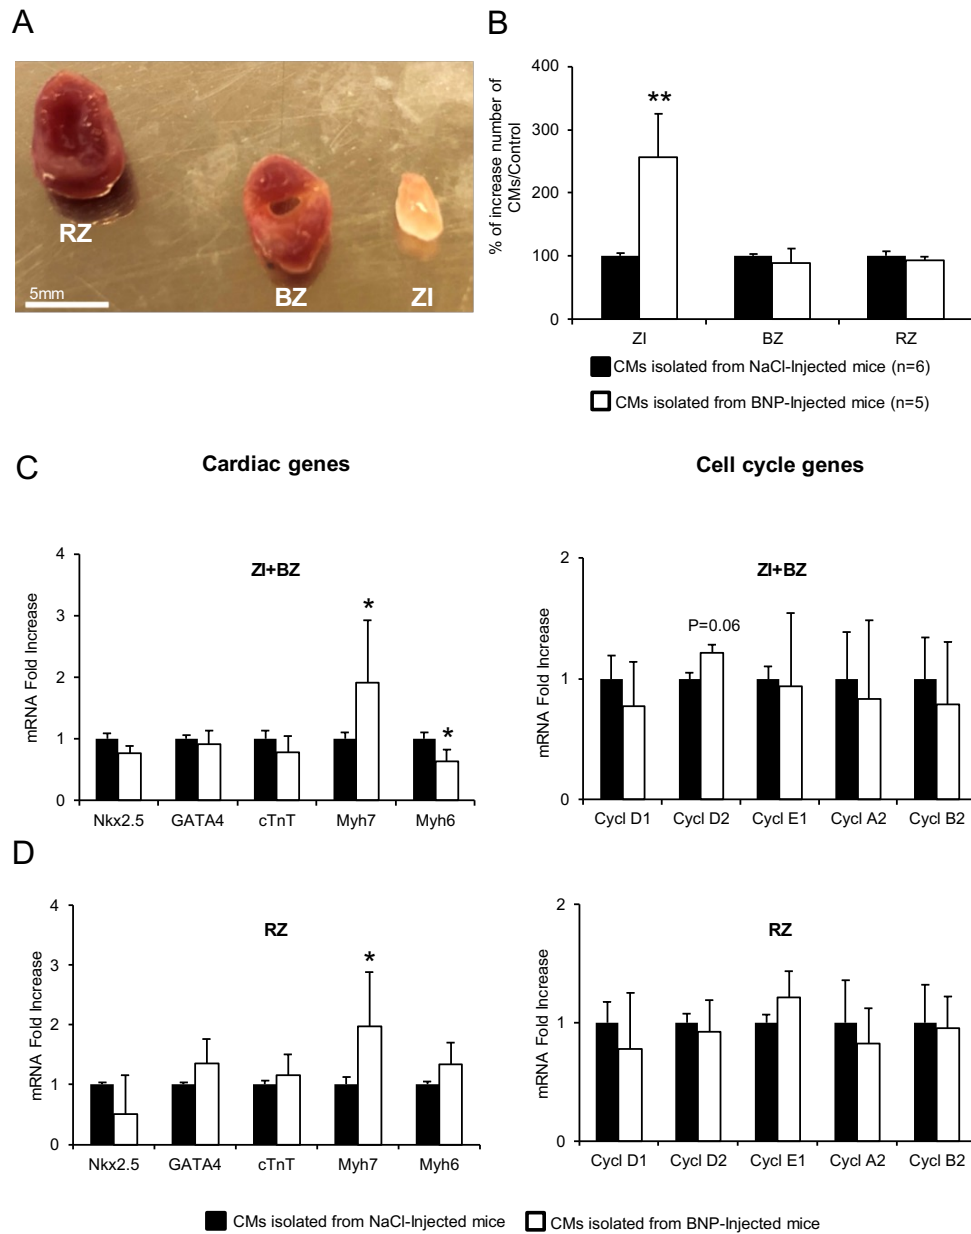 A
RZ
BZ
ZI
5mm
B
% of increase number of
CMs/Control
400
300
200
100
0
**
ZI
BZ
RZ
CMs isolated from NaCl-Injected mice (n=6)
CMs isolated from BNP-Injected mice (n=5)
C
Cardiac genes
Cell cycle genes
ZI+BZ
mRNA Fold Increase
4
3
2
1
0
*
*
Nkx2.5 GATA4 cTnT Myh7 Myh6
ZI+BZ
mRNA Fold Increase
2
1
0
P=0.06
Cycl D1 Cycl D2 Cycl E1 Cycl A2 Cycl B2
D
RZ
mRNA Fold Increase
4
3
2
1
0
*
Nkx2.5 GATA4 cTnT Myh7 Myh6
RZ
mRNA Fold Increase
2
1
0
Cycl D1 Cycl D2 Cycl E1 Cycl A2 Cycl B2
CMs isolated from NaCl-Injected mice
CMs isolated from BNP-Injected mice